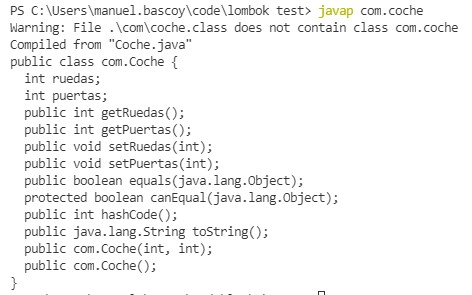 PS C:\Users\manuel.bascoy\code\lombok test> javap com.coche
Warning: File .\com\coche.class does not contain class com.coche
Compiled from "Coche.java"
public class com.Coche {
  int ruedas;
  int puertas;
  public int getRuedas();
  public int getPuertas();
  public void setRuedas(int);
  public void setPuertas(int);
  public boolean equals(java.lang.Object);
  protected boolean canEqual(java.lang.Object);
  public int hashCode();
  public java.lang.String toString();
  public com.Coche(int, int);
  public com.Coche();
}